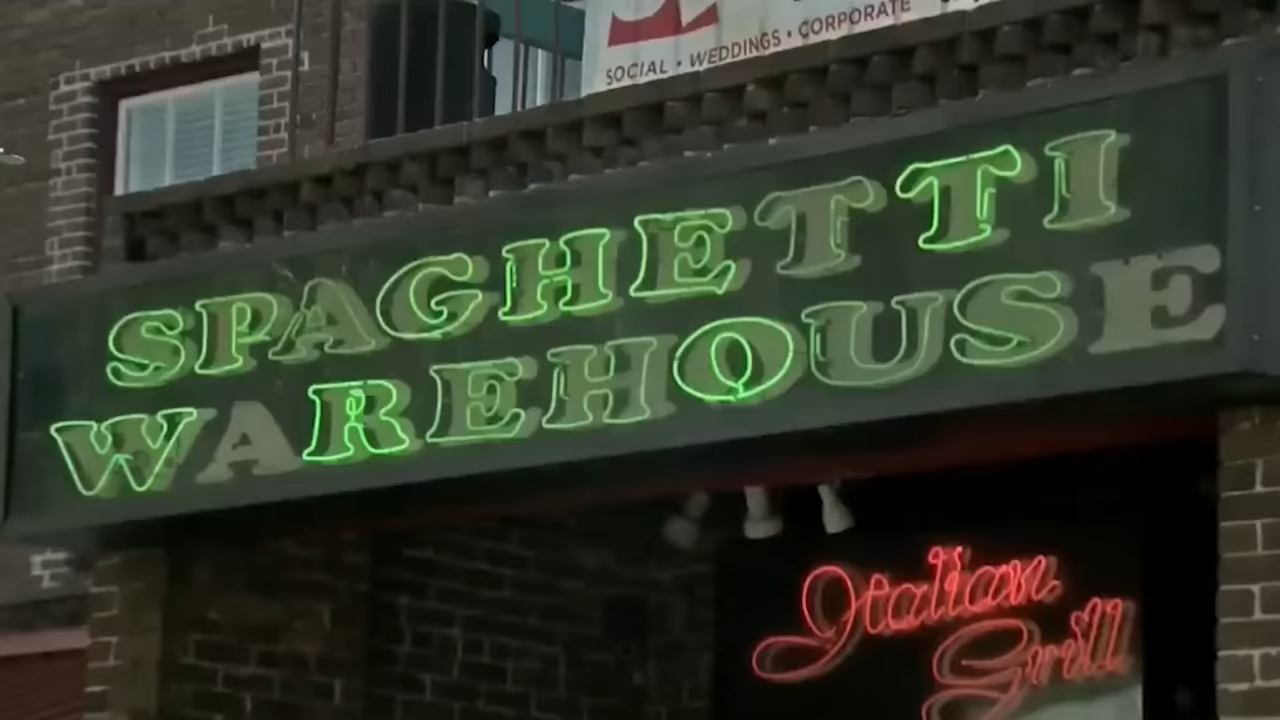 SOCIAL • WEDDINGS • CORPORATE
SPAGHETTI
WAREHOUSE
Italian
Grill